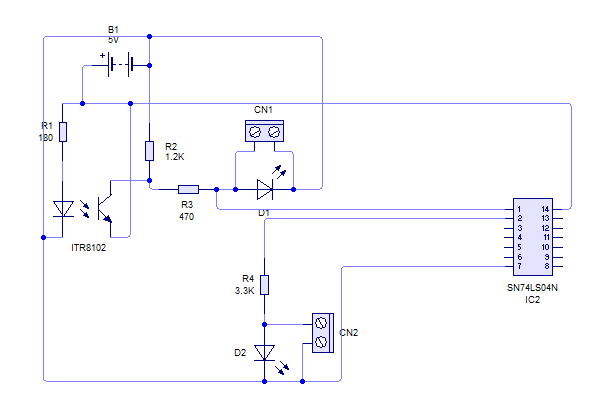 B1
5V
+
CN1
R1
180
R2
1.2K
R3
470
D1
ITR8102
1 14
2 13
3 12
4 11
5 10
6 9
7 8
SN74LS04N
IC2
R4
3.3K
CN2
D2